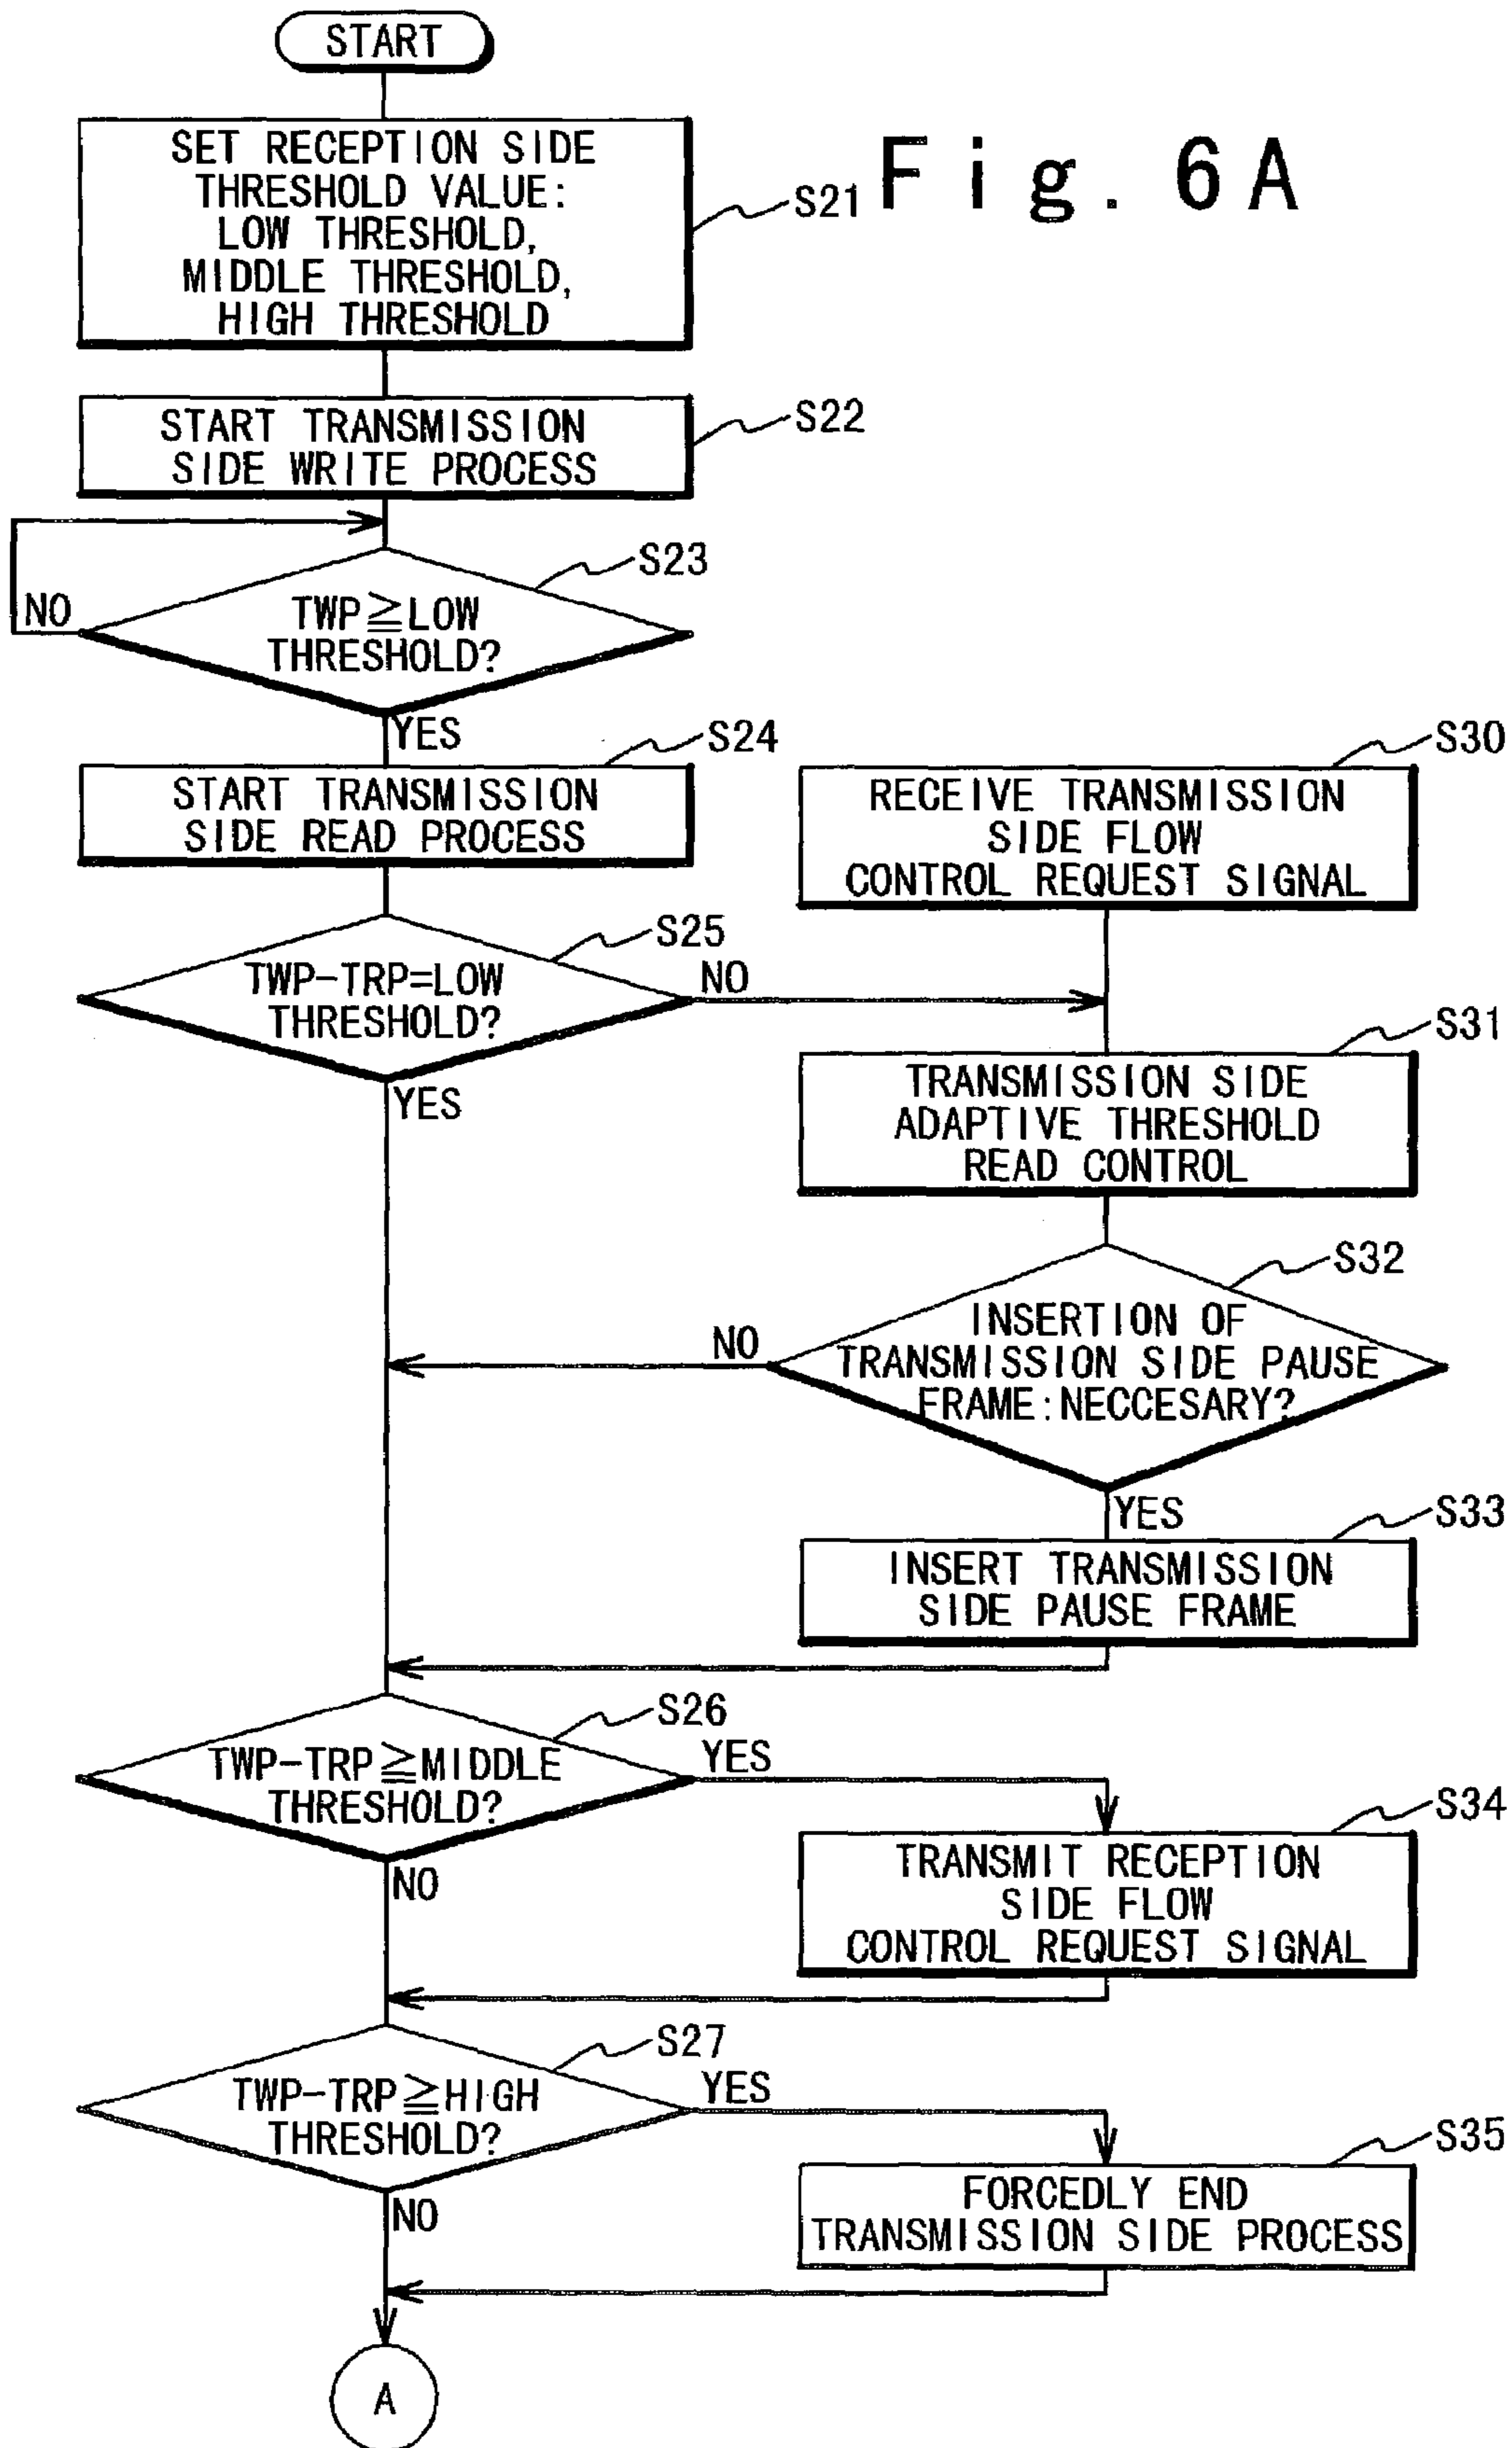 START
Fig. 6A
SET RECEPTION SIDE
THRESHOLD VALUE:
LOW THRESHOLD,
MIDDLE THRESHOLD,
HIGH THRESHOLD
S21
START TRANSMISSION
SIDE WRITE PROCESS
S22
S23
TWP≧LOW
THRESHOLD?
NO
YES
S24
START TRANSMISSION
SIDE READ PROCESS
S30
RECEIVE TRANSMISSION
SIDE FLOW
CONTROL REQUEST SIGNAL
S25
TWP-TRP=LOW
THRESHOLD?
NO
YES
S31
TRANSMISSION SIDE
ADAPTIVE THRESHOLD
READ CONTROL
S32
INSERTION OF
TRANSMISSION SIDE PAUSE
FRAME:NECCESARY?
NO
YES
S33
INSERT TRANSMISSION
SIDE PAUSE FRAME
S26
TWP-TRP≧MIDDLE
THRESHOLD?
YES
NO
S34
TRANSMIT RECEPTION
SIDE FLOW
CONTROL REQUEST SIGNAL
S27
TWP-TRP≧HIGH
THRESHOLD?
YES
NO
S35
FORCEDLY END
TRANSMISSION SIDE PROCESS
A